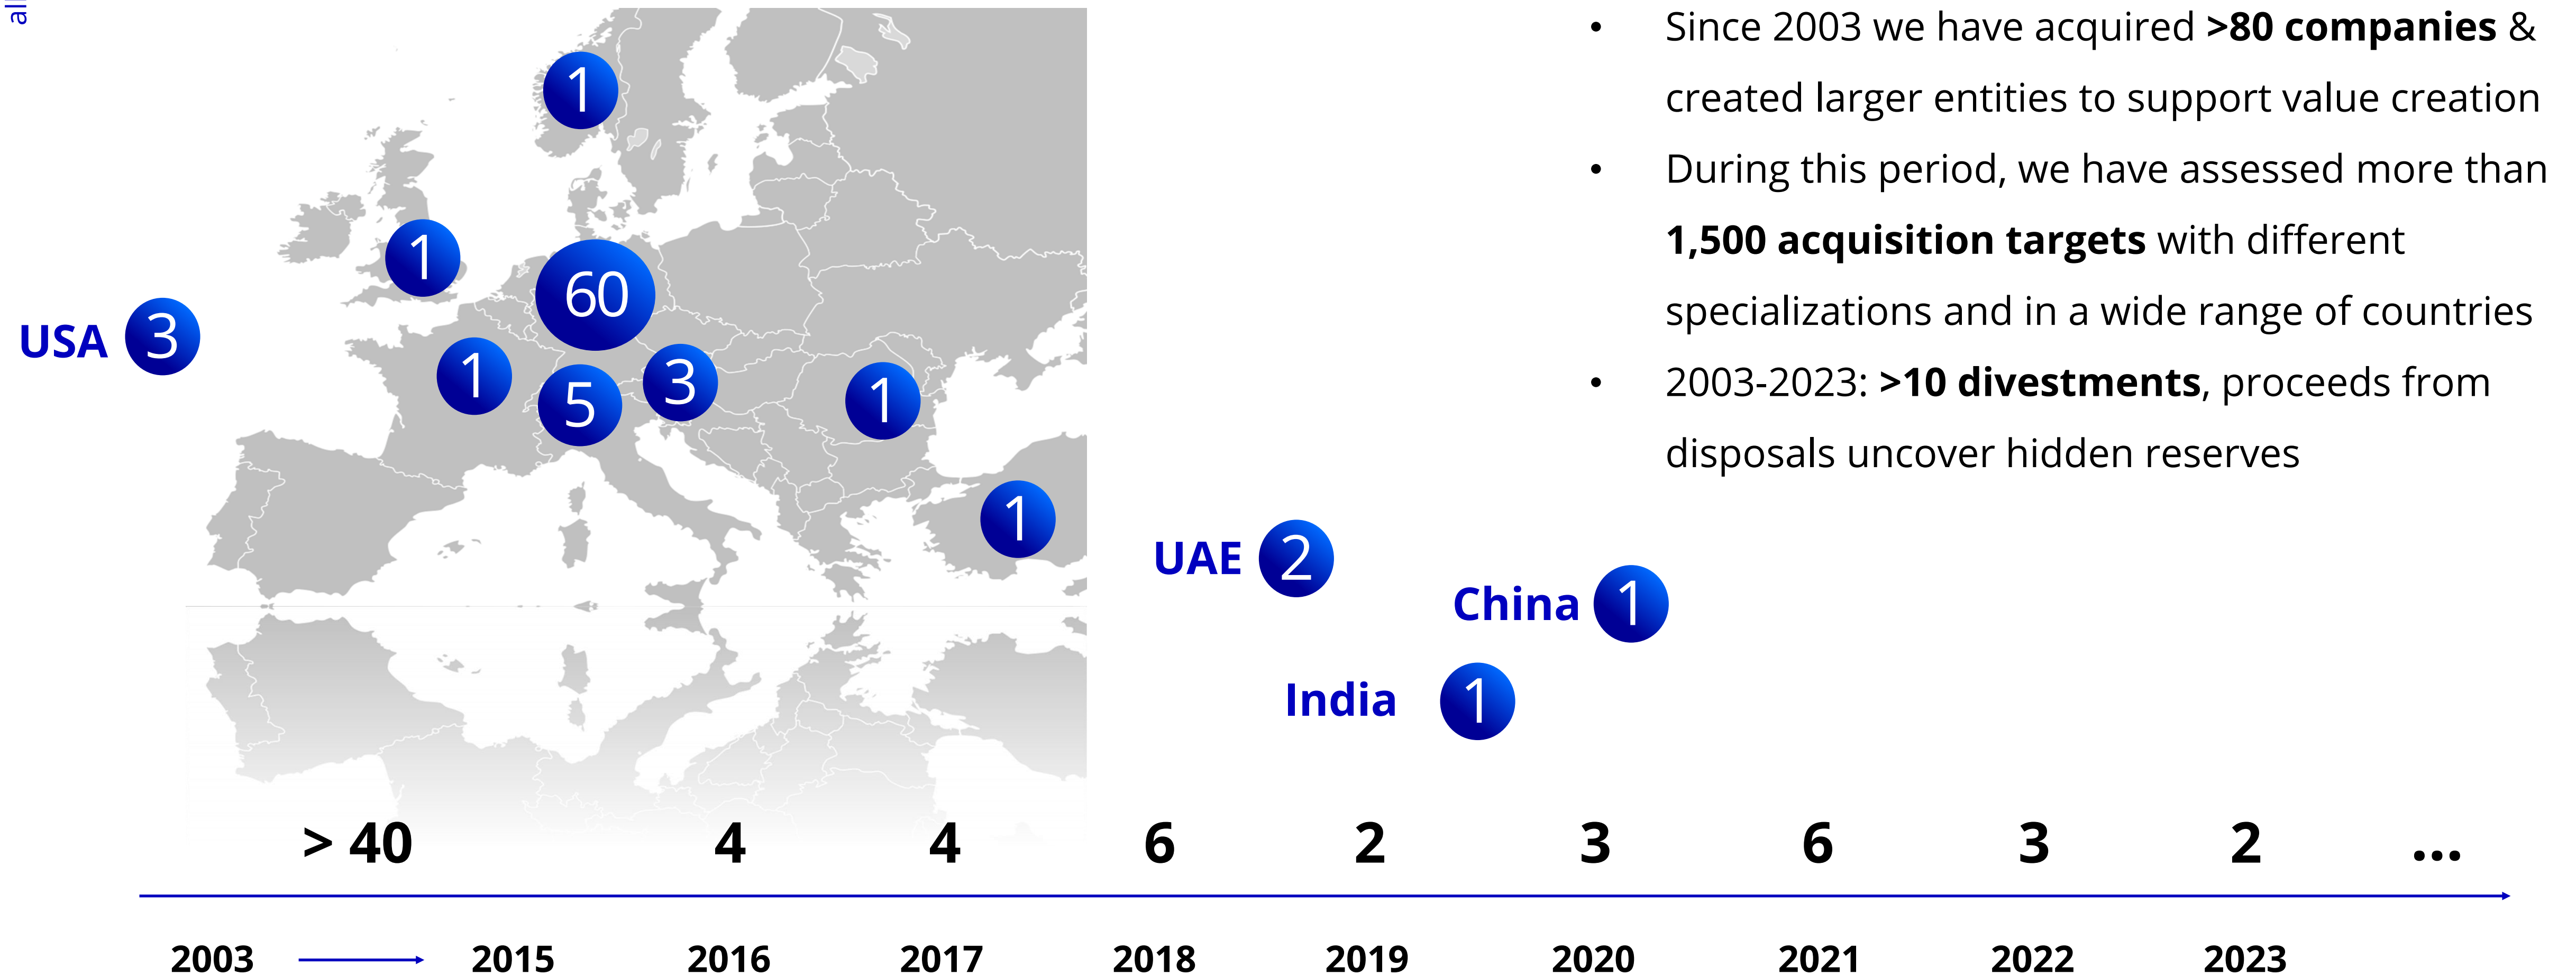 • Since 2003 we have acquired >80 companies &
created larger entities to support value creation
• During this period, we have assessed more than
1,500 acquisition targets with different
specializations and in a wide range of countries
• 2003-2023: >10 divestments, proceeds from
disposals uncover hidden reserves
1
1
60
USA 3
1
5
3
1
1
UAE 2
China 1
India 1
> 40 4 4 6 2 3 6 3 2 ...
2003 2015 2016 2017 2018 2019 2020 2021 2022 2023